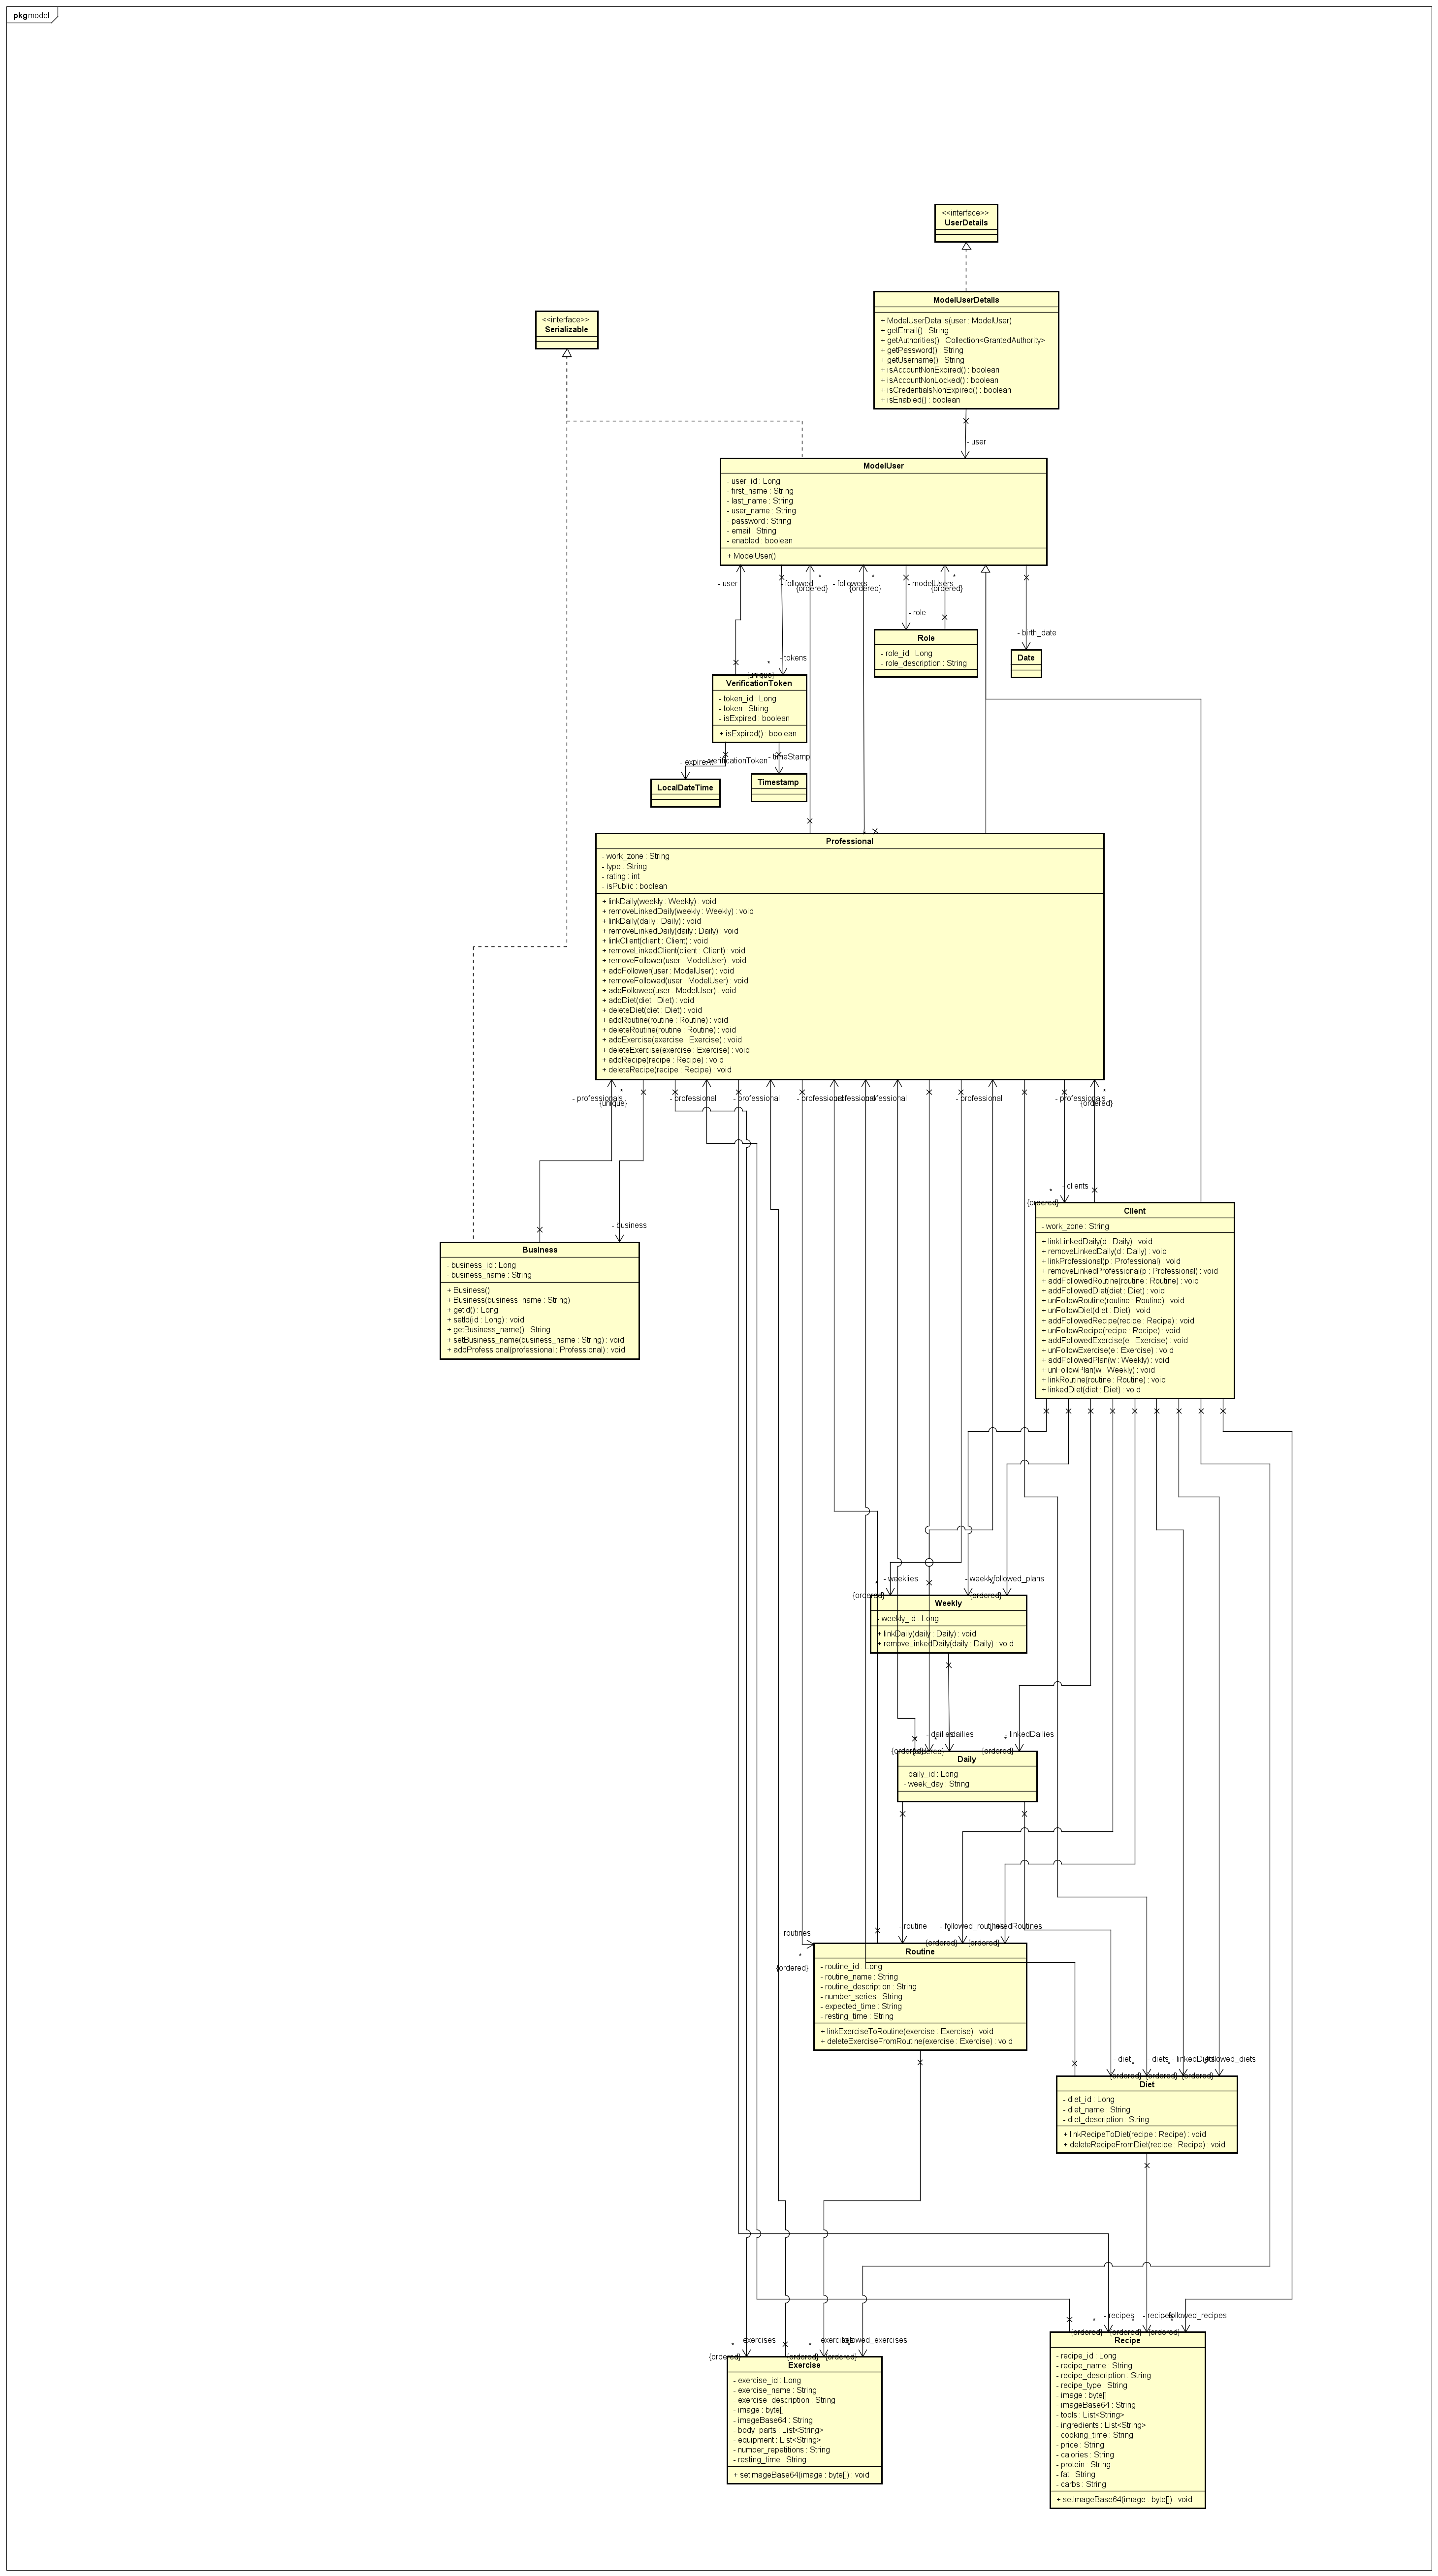 pkg model
<<interface>>
UserDetails
ModelUserDetails
+ ModelUserDetails(user : ModelUser)
+ getEmail() : String
+ getAuthorities() : Collection<GrantedAuthority>
+ getPassword() : String
+ getUsername() : String
+ isAccountNonExpired() : boolean
+ isAccountNonLocked() : boolean
+ isCredentialsNonExpired() : boolean
+ isEnabled() : boolean
<<interface>>
Serializable
- user
ModelUser
- user_id : Long
- first_name : String
- last_name : String
- user_name : String
- password : String
- email : String
- enabled : boolean
+ ModelUser()
- user
- followed
*
{ordered}
- followers
*
{ordered}
- modelUsers
*
{ordered}
- role
- birth_date
Role
- role_id : Long
- role_description : String
Date
- tokens
*
{unique}
VerificationToken
- token_id : Long
- token : String
- isExpired : boolean
+ isExpired() : boolean
- timeStamp
LocalDateTime
Timestamp
Professional
- work_zone : String
- type : String
- rating : int
- isPublic : boolean
+ linkDaily(weekly : Weekly) : void
+ removeLinkedDaily(weekly : Weekly) : void
+ linkDaily(daily : Daily) : void
+ removeLinkedDaily(daily : Daily) : void
+ linkClient(client : Client) : void
+ removeLinkedClient(client : Client) : void
+ removeFollower(user : ModelUser) : void
+ addFollower(user : ModelUser) : void
+ removeFollowed(user : ModelUser) : void
+ addFollowed(user : ModelUser) : void
+ addDiet(diet : Diet) : void
+ deleteDiet(diet : Diet) : void
+ addRoutine(routine : Routine) : void
+ deleteRoutine(routine : Routine) : void
+ addExercise(exercise : Exercise) : void
+ deleteExercise(exercise : Exercise) : void
+ addRecipe(recipe : Recipe) : void
+ deleteRecipe(recipe : Recipe) : void
- professionals
*
{unique}
- professional
- professional
- professional
- professional
- professional
- professional
- professionals
*
{ordered}
- clients
*
{ordered}
- business
Business
- business_id : Long
- business_name : String
+ Business()
+ Business(business_name : String)
+ getId() : Long
+ setId(id : Long) : void
+ getBusiness_name() : String
+ setBusiness_name(business_name : String) : void
+ addProfessional(professional : Professional) : void
Client
- work_zone : String
+ linkLinkedDaily(d : Daily) : void
+ removeLinkedDaily(d : Daily) : void
+ linkProfessional(p : Professional) : void
+ removeLinkedProfessional(p : Professional) : void
+ addFollowedRoutine(routine : Routine) : void
+ addFollowedDiet(diet : Diet) : void
+ unFollowRoutine(routine : Routine) : void
+ unFollowDiet(diet : Diet) : void
+ addFollowedRecipe(recipe : Recipe) : void
+ unFollowRecipe(recipe : Recipe) : void
+ addFollowedExercise(e : Exercise) : void
+ unFollowExercise(e : Exercise) : void
+ addFollowedPlan(w : Weekly) : void
+ unFollowPlan(w : Weekly) : void
+ linkRoutine(routine : Routine) : void
+ linkedDiet(diet : Diet) : void
- weeklies
*
{ordered}
- weekly
- followed_plans
*
{ordered}
Weekly
- weekly_id : Long
+ linkDaily(daily : Daily) : void
+ removeLinkedDaily(daily : Daily) : void
- dailies
- dailies
- linkedDailies
*
{ordered}
{ordered}
*
{ordered}
Daily
- daily_id : Long
- week_day : String
- routines
*
{ordered}
- routine
- followed_routines
- linkedRoutines
{ordered}
{ordered}
Routine
- routine_id : Long
- routine_name : String
- routine_description : String
- number_series : String
- expected_time : String
- resting_time : String
+ linkExerciseToRoutine(exercise : Exercise) : void
+ deleteExerciseFromRoutine(exercise : Exercise) : void
- diet
- diets
- linkedDiets
- followed_diets
{ordered}
{ordered}
{ordered}
Diet
- diet_id : Long
- diet_name : String
- diet_description : String
+ linkRecipeToDiet(recipe : Recipe) : void
+ deleteRecipeFromDiet(recipe : Recipe) : void
- recipes
- recipes
- followed_recipes
{ordered}
{ordered}
{ordered}
- exercises
- exercises
- followed_exercises
{ordered}
{ordered}
{ordered}
Exercise
- exercise_id : Long
- exercise_name : String
- exercise_description : String
- image : byte[]
- imageBase64 : String
- body_parts : List<String>
- equipment : List<String>
- number_repetitions : String
- resting_time : String
+ setImageBase64(image : byte[]) : void
Recipe
- recipe_id : Long
- recipe_name : String
- recipe_description : String
- recipe_type : String
- image : byte[]
- imageBase64 : String
- tools : List<String>
- ingredients : List<String>
- cooking_time : String
- price : String
- calories : String
- protein : String
- fat : String
- carbs : String
+ setImageBase64(image : byte[]) : void